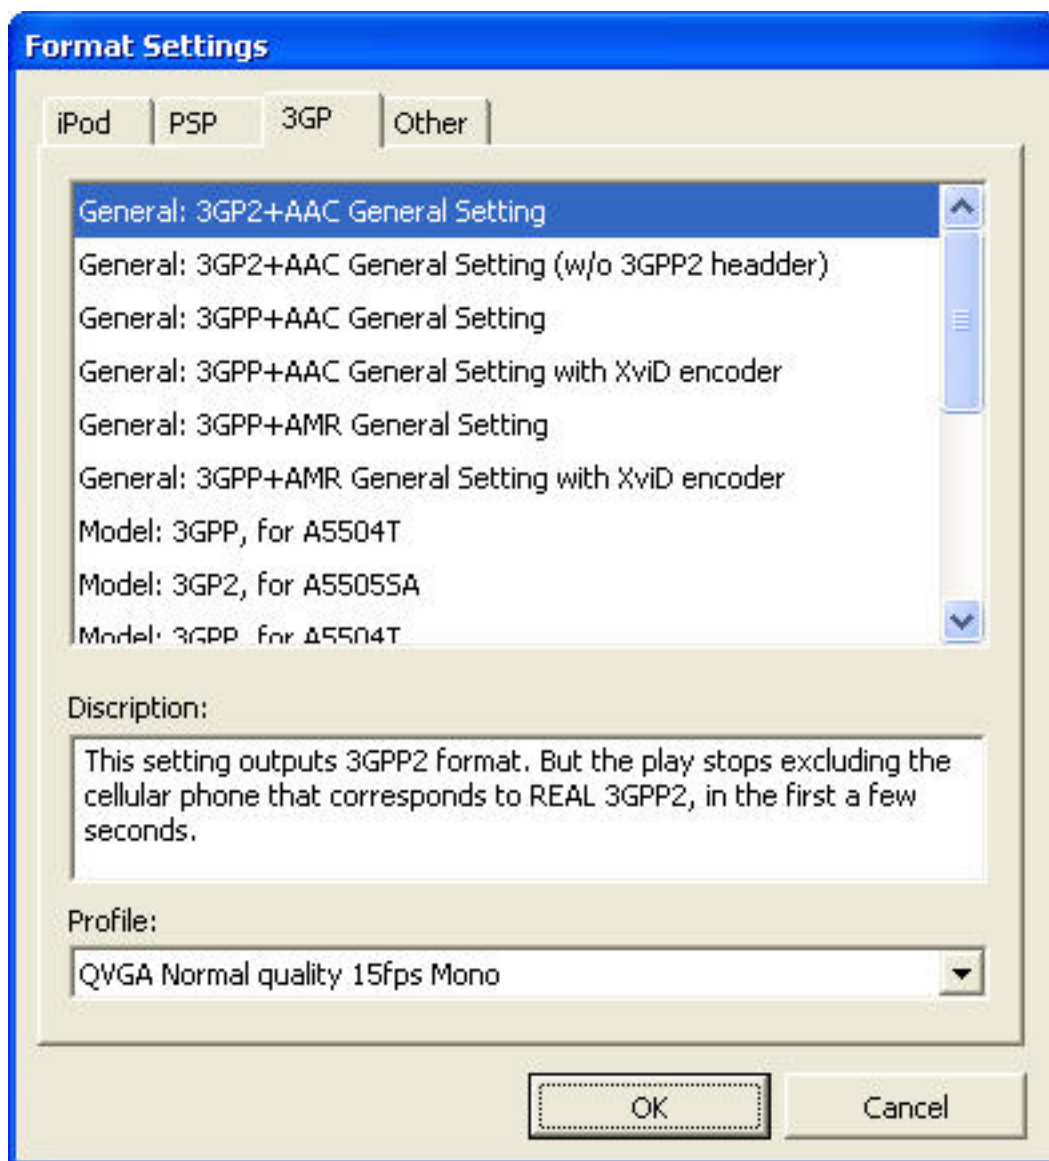 Format Settings
iPod
PSP
3GP
Other
General: 3GP2+AAC General Setting
General: 3GP2+AAC General Setting (w/o 3GPP2 headder)
General: 3GPP+AAC General Setting
General: 3GPP+AAC General Setting with XviD encoder
General: 3GPP+AMR General Setting
General: 3GPP+AMR General Setting with XviD encoder
Model: 3GPP, for A5504T
Model: 3GP2, for A5505SA
Model: 3GPP, for A5504T
Discription:
This setting outputs 3GPP2 format. But the play stops excluding the
cellular phone that corresponds to REAL 3GPP2, in the first a few
seconds.
Profile:
QVGA Normal quality 15fps Mono
OK
Cancel